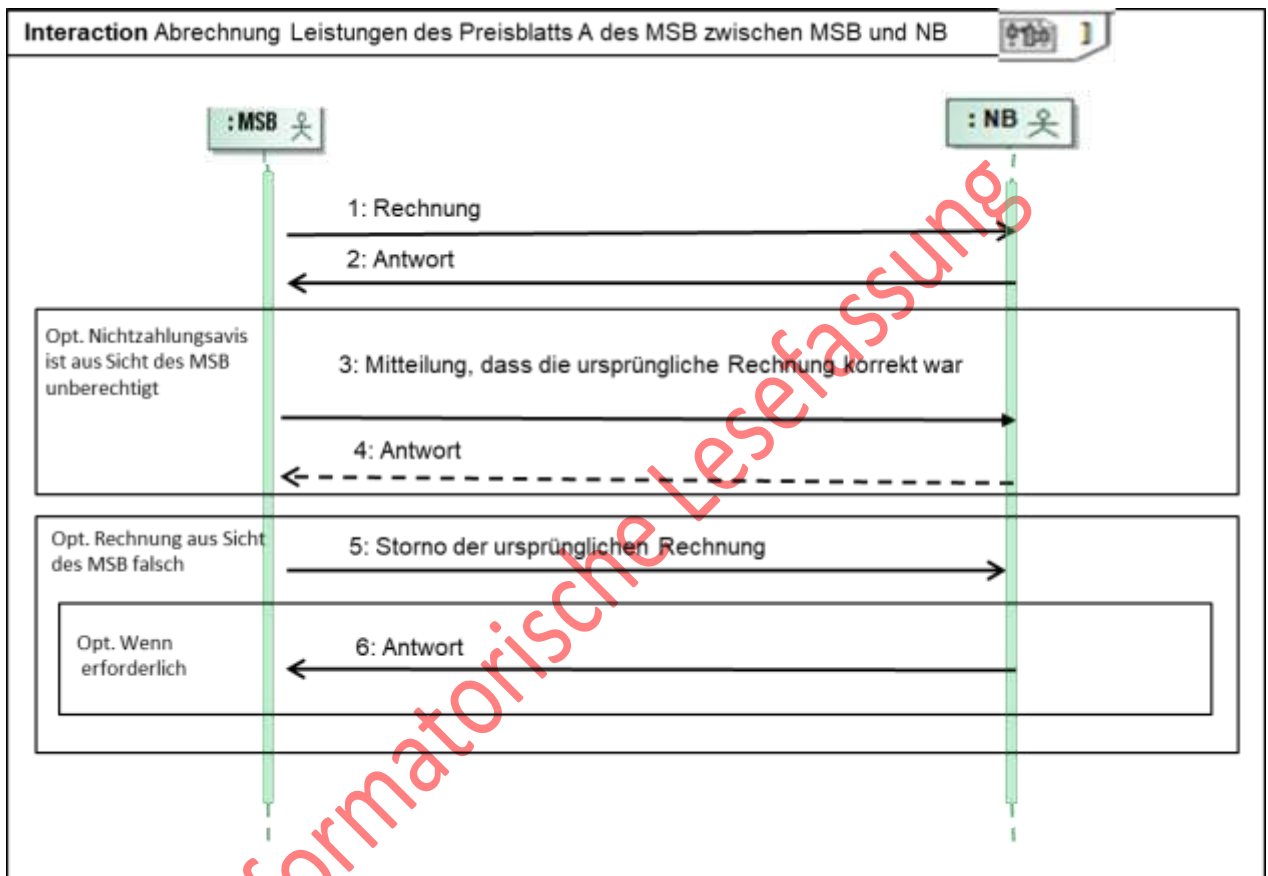 Interaction Abrechnung Leistungen des Preisblatts A des MSB zwischen MSB und NB
: MSB
: NB
1: Rechnung
2: Antwort
Opt. Nichtzahlungsavis
ist aus Sicht des MSB
unberechtigt
3: Mitteilung, dass die ursprüngliche Rechnung korrekt war
4: Antwort
Opt. Rechnung aus Sicht
des MSB falsch
5: Storno der ursprünglichen Rechnung
Opt. Wenn
erforderlich
6: Antwort
formatorische Lesefassung